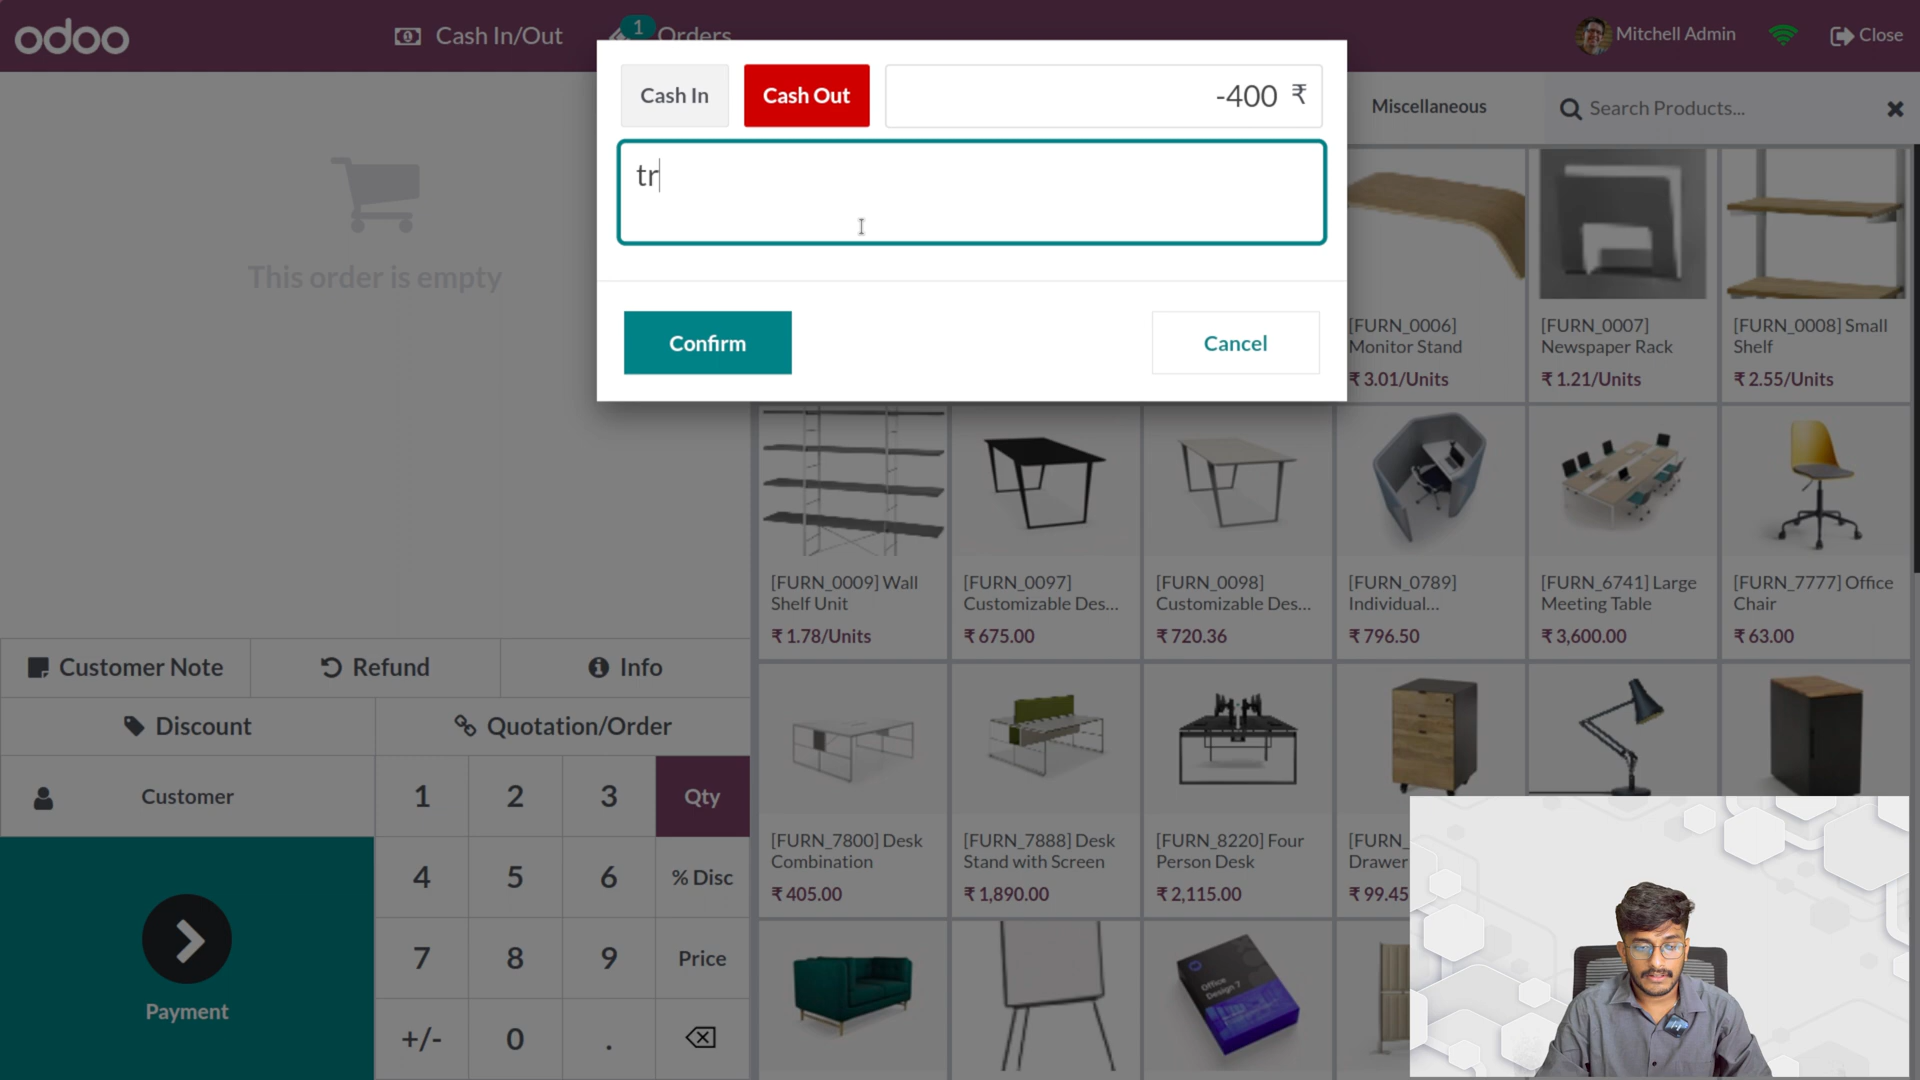 odoo
Cash In/Out
1
Orders
Mitchell Admin
Close
Cash In
Cash Out
-400 ₹
tr
Confirm
Cancel
Miscellaneous
Search Products...
This order is empty
[FURN_0006]
Monitor Stand
₹ 3.01/Units
[FURN_0007]
Newspaper Rack
₹ 1.21/Units
[FURN_0008] Small
Shelf
₹ 2.55/Units
[FURN_0009] Wall
Shelf Unit
₹ 1.78/Units
[FURN_0097]
Customizable Des...
₹ 675.00
[FURN_0098]
Customizable Des...
₹ 720.36
[FURN_0789]
Individual...
₹ 796.50
[FURN_6741] Large
Meeting Table
₹ 3,600.00
[FURN_7777] Office
Chair
₹ 63.00
[FURN_7800] Desk
Combination
₹ 405.00
[FURN_7888] Desk
Stand with Screen
₹ 1,890.00
[FURN_8220] Four
Person Desk
₹ 2,115.00
[FURN_
Drawer
₹ 99.45
Office
Design 7
Customer Note
Refund
Info
Discount
Quotation/Order
Customer
1 2 3 Qty
4 5 6 % Disc
7 8 9 Price
+/- 0 .
Payment